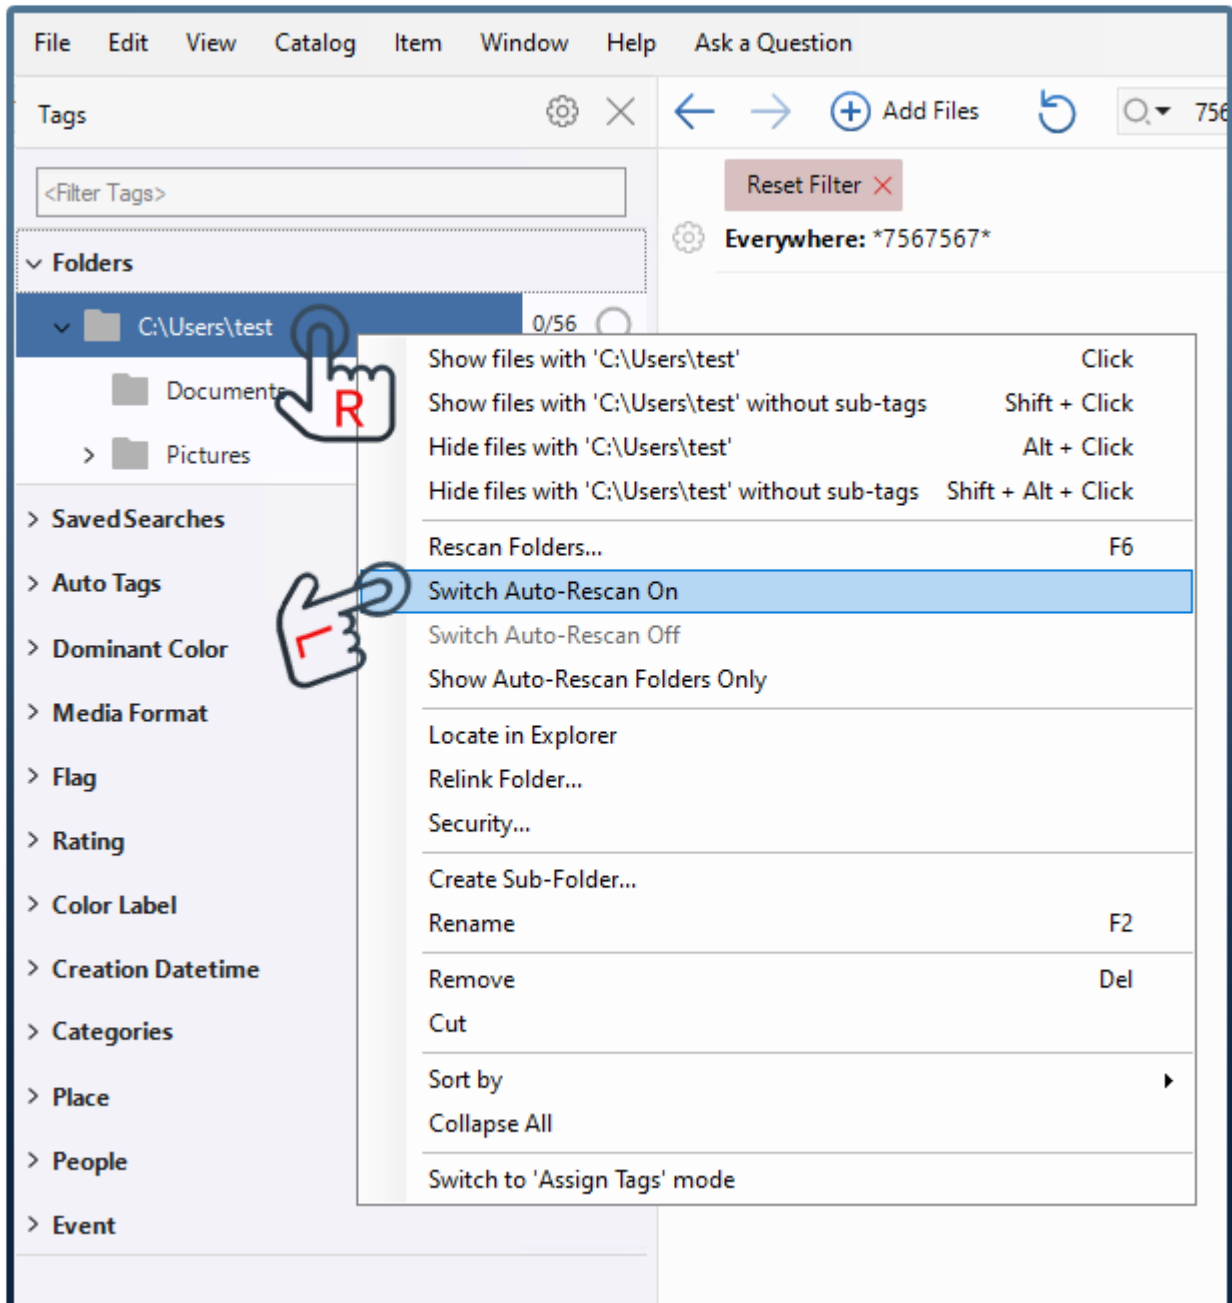 File Edit View Catalog Item Window Help Ask a Question
Tags
Add Files
756
<Filter Tags>
Reset Filter
Everywhere: *7567567*
Folders
C:\Users\test 0/56
Documents
Pictures
Saved Searches
Auto Tags
Dominant Color
Media Format
Flag
Rating
Color Label
Creation Datetime
Categories
Place
People
Event
R
L
Show files with 'C:\Users\test' Click
Show files with 'C:\Users\test' without sub-tags Shift + Click
Hide files with 'C:\Users\test' Alt + Click
Hide files with 'C:\Users\test' without sub-tags Shift + Alt + Click
Rescan Folders... F6
Switch Auto-Rescan On
Switch Auto-Rescan Off
Show Auto-Rescan Folders Only
Locate in Explorer
Relink Folder...
Security...
Create Sub-Folder...
Rename F2
Remove Del
Cut
Sort by
Collapse All
Switch to 'Assign Tags' mode